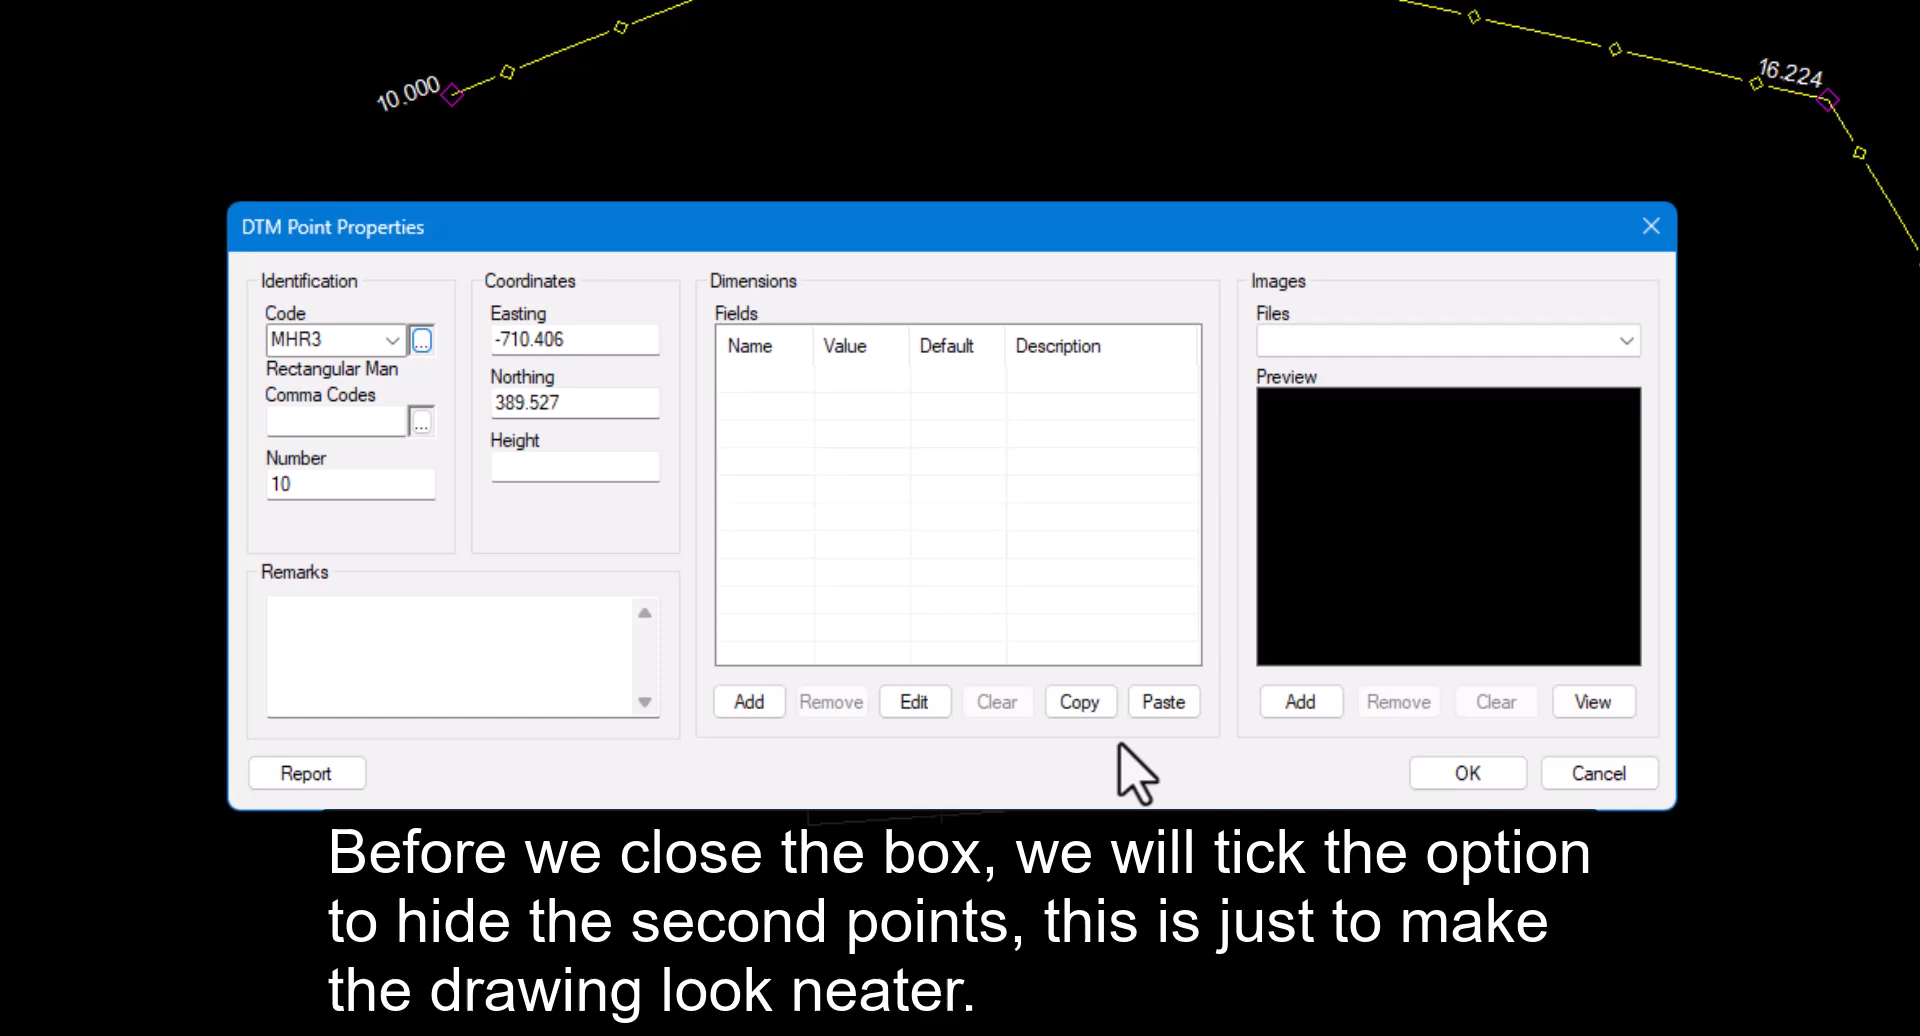 10.000
16.224
DTM Point Properties
Identification
Code
MHR3
...
Rectangular Man
Comma Codes
...
Number
10
Coordinates
Easting
-710.406
Northing
389.527
Height
Remarks
Dimensions
Fields
Name Value Default Description
Add Remove Edit Clear Copy Paste
Images
Files
Preview
Add Remove Clear View
Report
OK Cancel
Before we close the box, we will tick the option
to hide the second points, this is just to make
the drawing look neater.